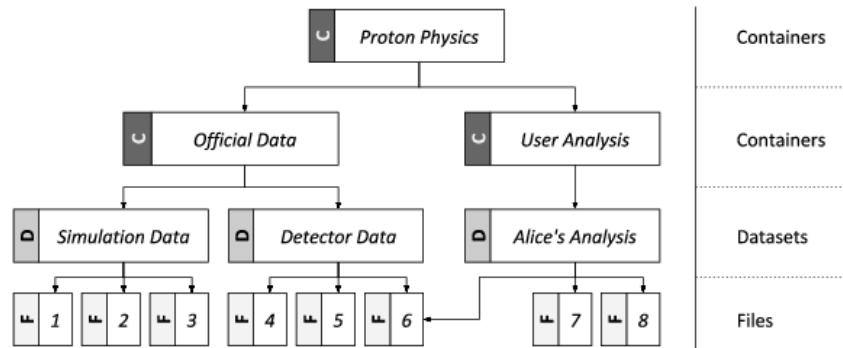 C Proton Physics Containers
C Official Data C User Analysis Containers
D Simulation Data D Detector Data D Alice's Analysis Datasets
F 1 F 2 F 3 F 4 F 5 F 6 F 7 F 8 Files